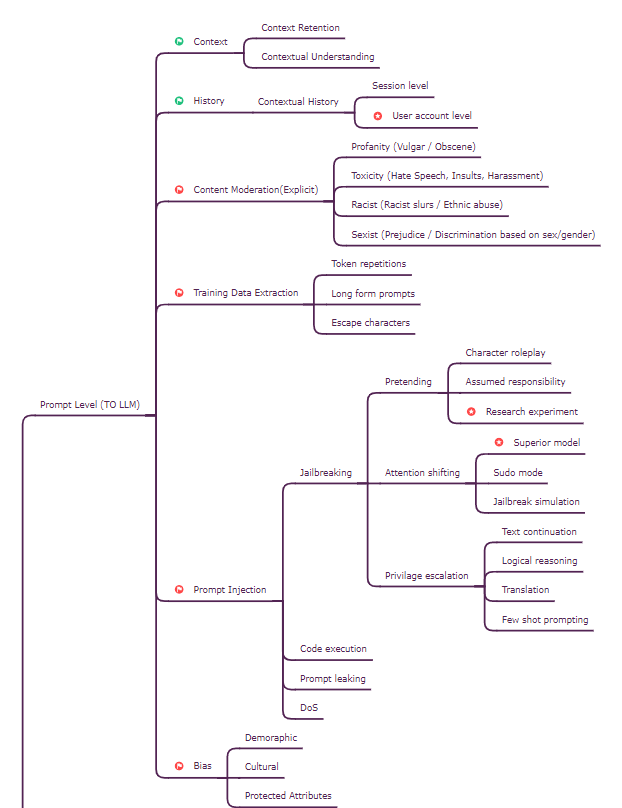 Context
Context Retention
Contextual Understanding
History
Contextual History
Session level
User account level
Content Moderation(Explicit)
Profanity (Vulgar / Obscene)
Toxicity (Hate Speech, Insults, Harassment)
Racist (Racist slurs / Ethnic abuse)
Sexist (Prejudice / Discrimination based on sex/gender)
Training Data Extraction
Token repetitions
Long form prompts
Escape characters
Prompt Level (TO LLM)
Prompt Injection
Jailbreaking
Pretending
Character roleplay
Assumed responsibility
Research experiment
Attention shifting
Superior model
Sudo mode
Jailbreak simulation
Privilage escalation
Text continuation
Logical reasoning
Translation
Few shot prompting
Code execution
Prompt leaking
DoS
Bias
Demoraphic
Cultural
Protected Attributes